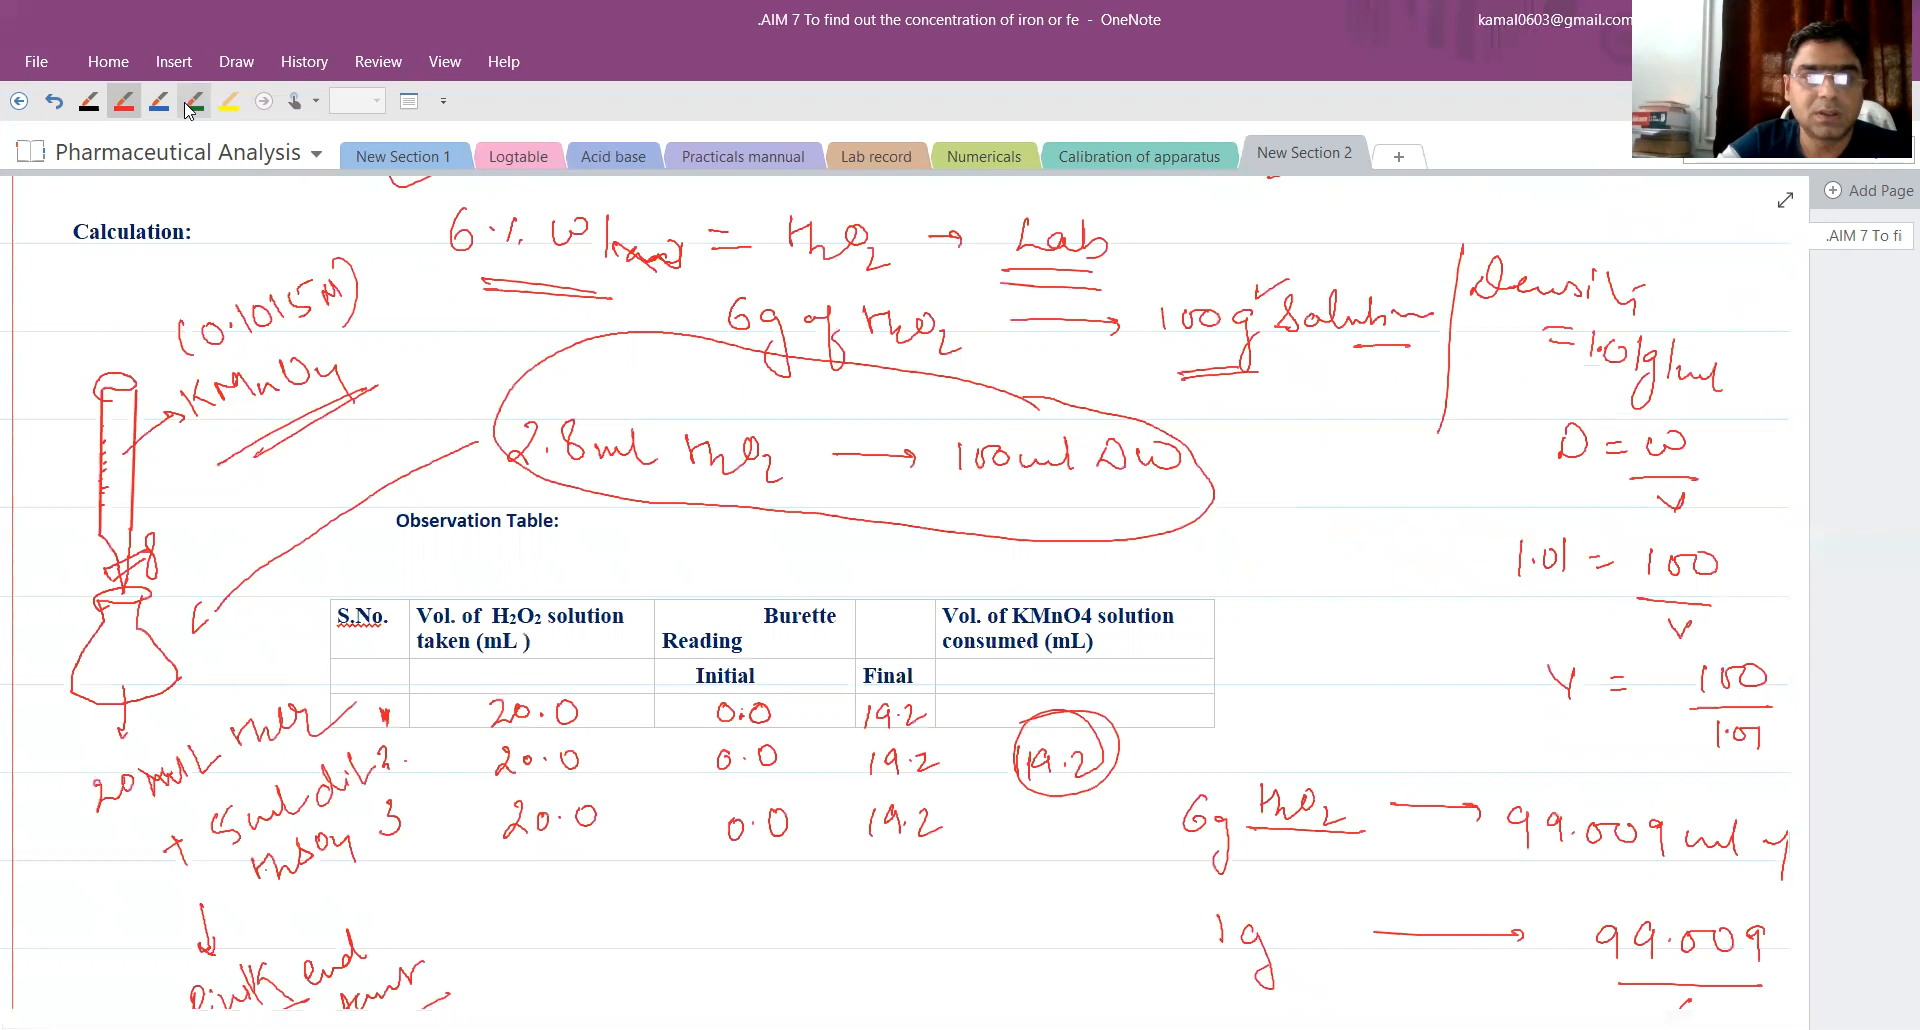 .AIM 7 To find out the concentration of iron or fe - OneNote
kamal0603@gmail.com
File Home Insert Draw History Review View Help
Pharmaceutical Analysis
New Section 1 Logtable Acid base Practicals mannual Lab record Numericals Calibration of apparatus New Section 2 +
Add Page
.AIM 7 To fi
Calculation:
6 % W/ = H2O2 → Lab
6g of H2O2 → 100g Solution
Density
= 1.01g/ml
D = w/v
1.01 = 100/v
V = 100/1.01
(0.1015M)
KMnO4
2.8ml H2O2 → 100ml DW
Observation Table:
S.No. Vol. of H2O2 solution taken (mL ) Burette Reading Vol. of KMnO4 solution consumed (mL)
Initial Final
20.0 0.0 19.2
2. 20.0 0.0 19.2 19.2
3 20.0 0.0 19.2
20ml H2O2
+ 5ml dil
H2SO4
↓
Pink end
6g H2O2 → 99.009 ml
1g → 99.009